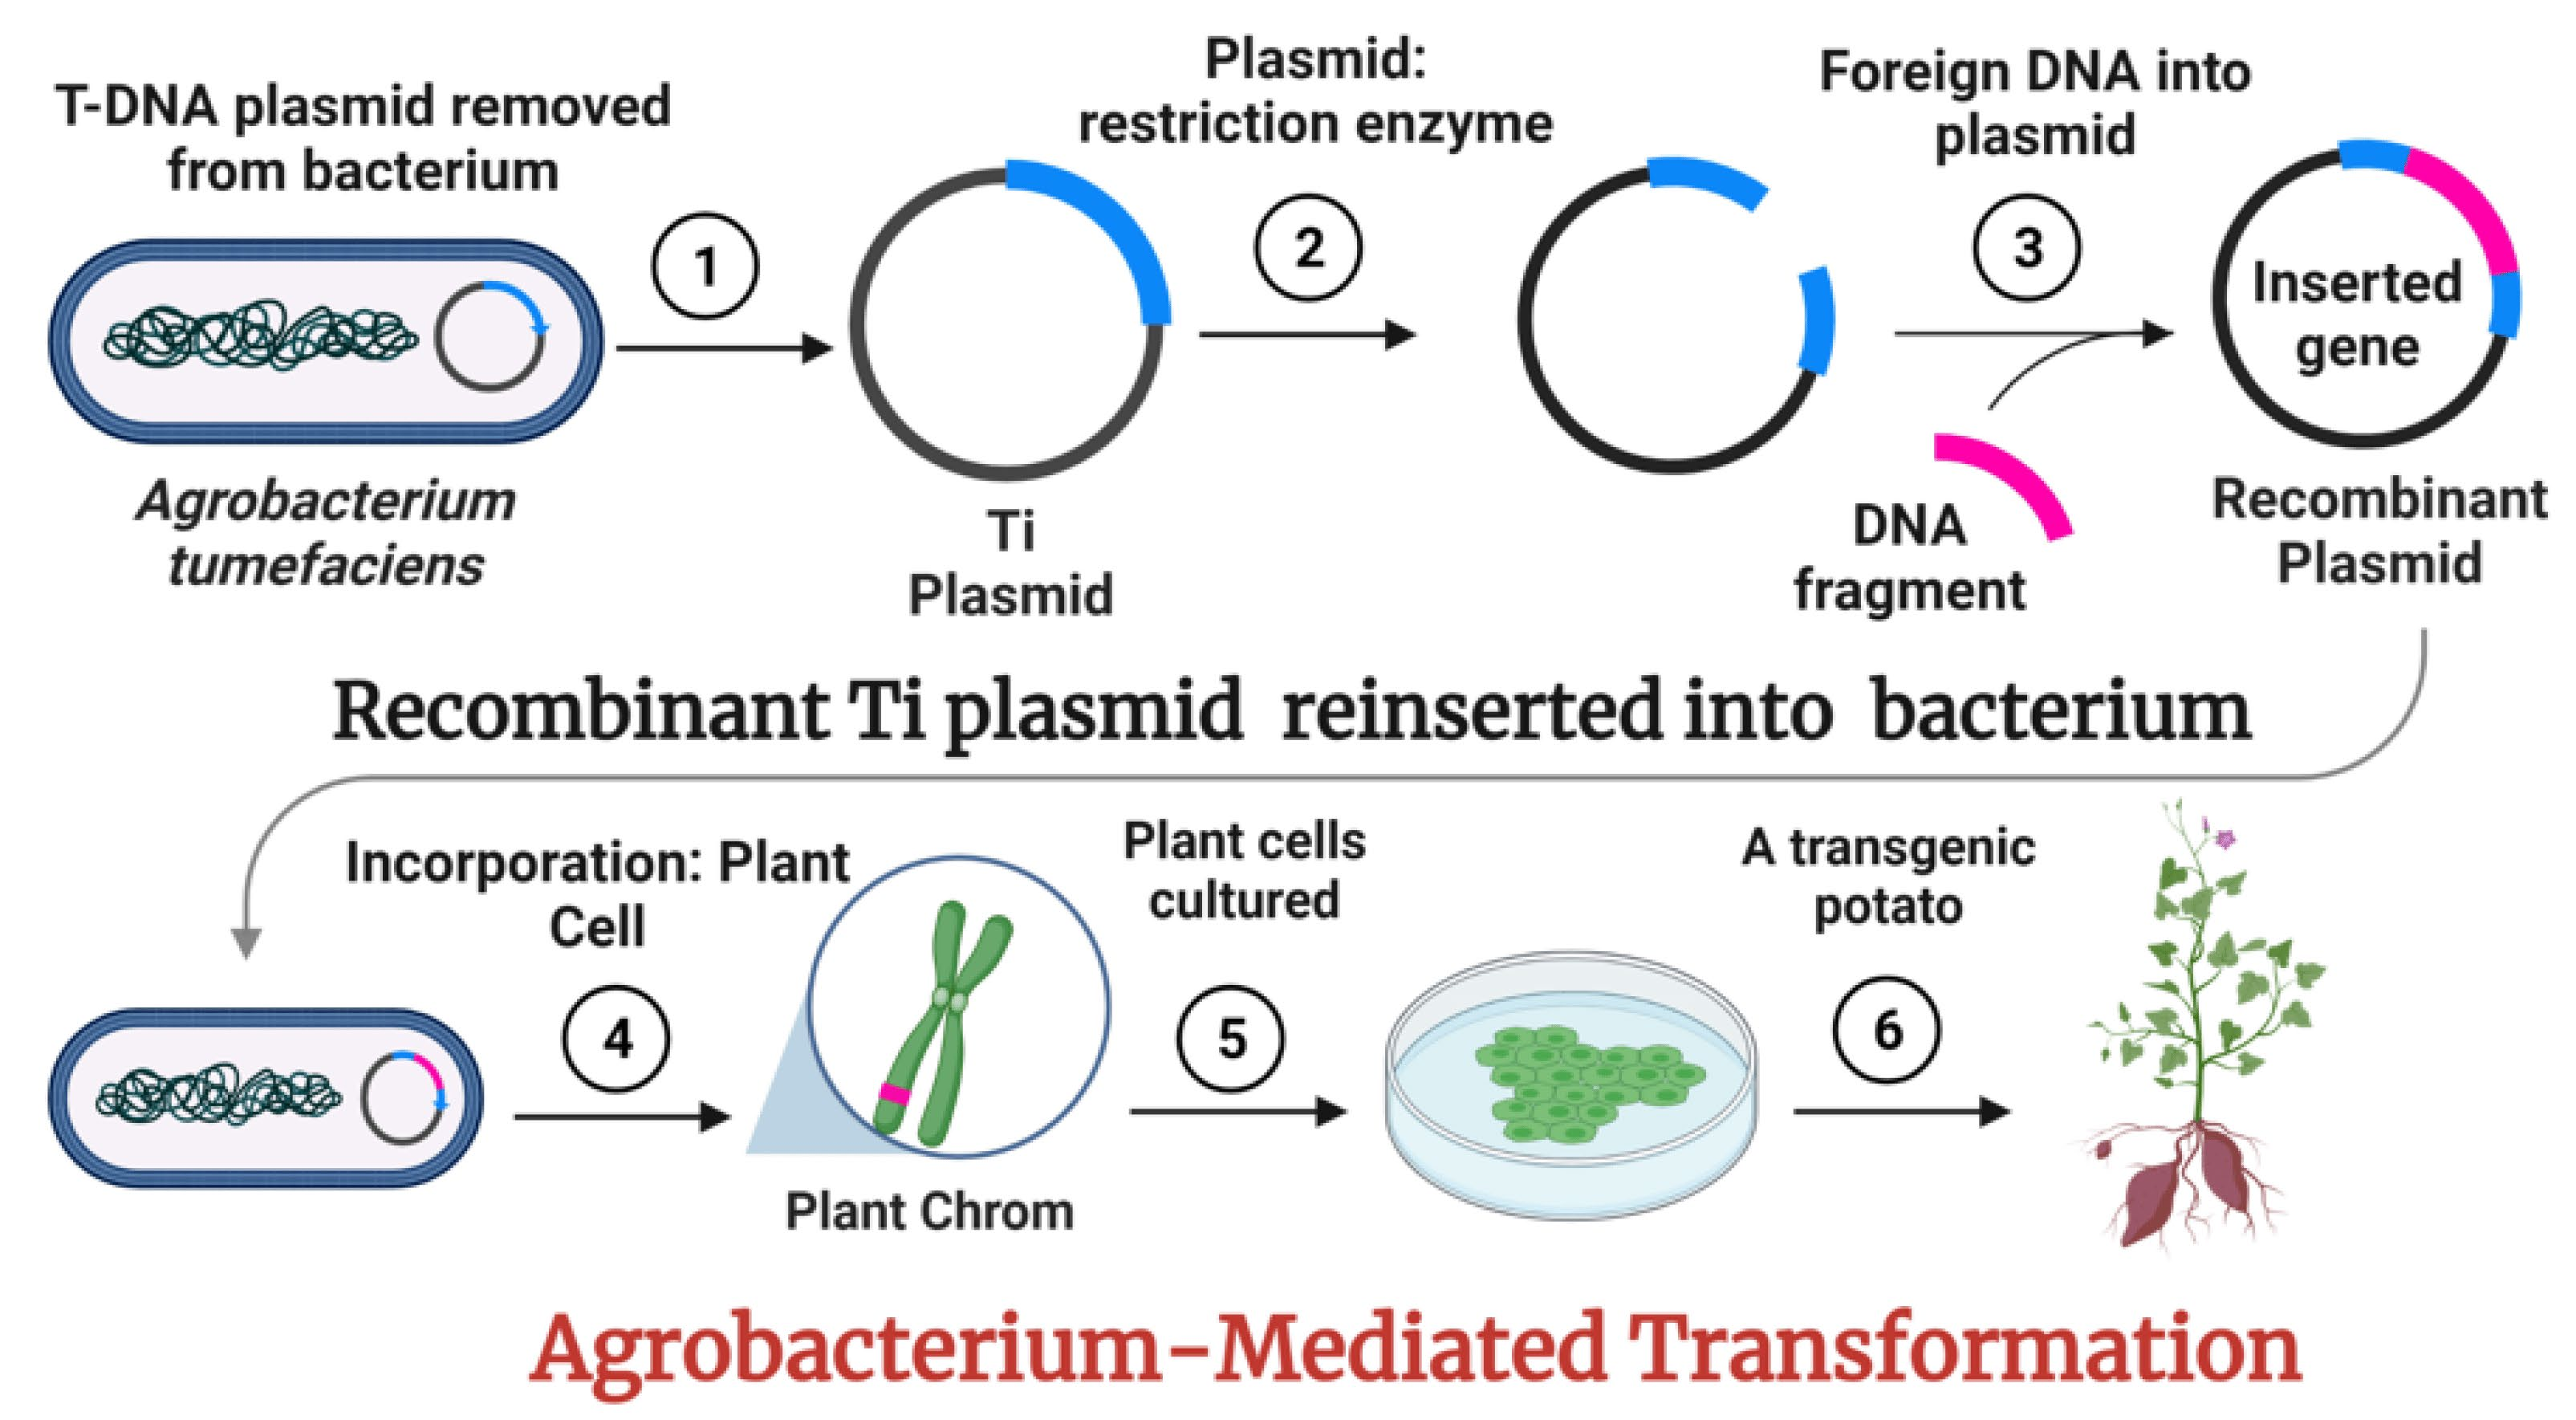 T-DNA plasmid removed
from bacterium
1
Agrobacterium
tumefaciens
Plasmid:
restriction enzyme
2
Ti
Plasmid
Foreign DNA into
plasmid
3
DNA
fragment
Inserted
gene
Recombinant
Plasmid
Recombinant Ti plasmid reinserted into bacterium
Incorporation: Plant
Cell
4
Plant Chrom
Plant cells
cultured
5
A transgenic
potato
6
Agrobacterium-Mediated Transformation